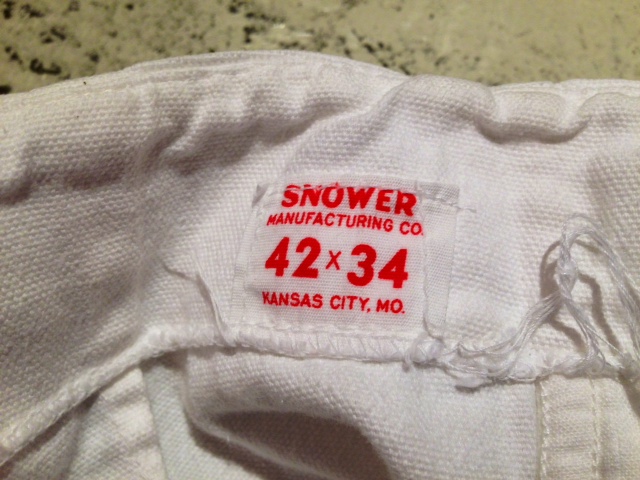 SNOWER
MANUFACTURING CO.
42 x 34
KANSAS CITY, MO.